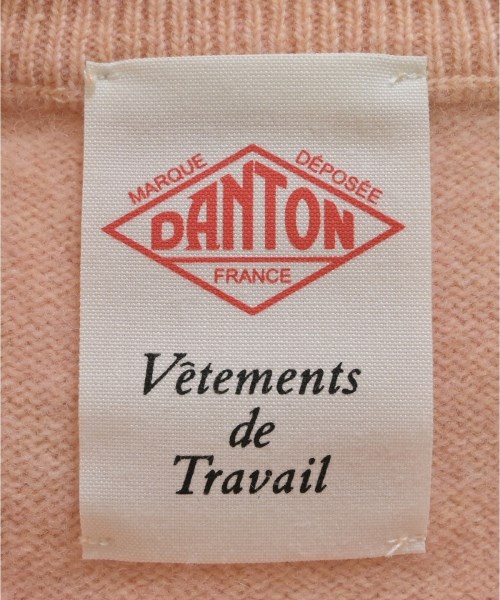 MARQUE DÉPOSÉE
DANTON
FRANCE
Vêtements
de
Travail